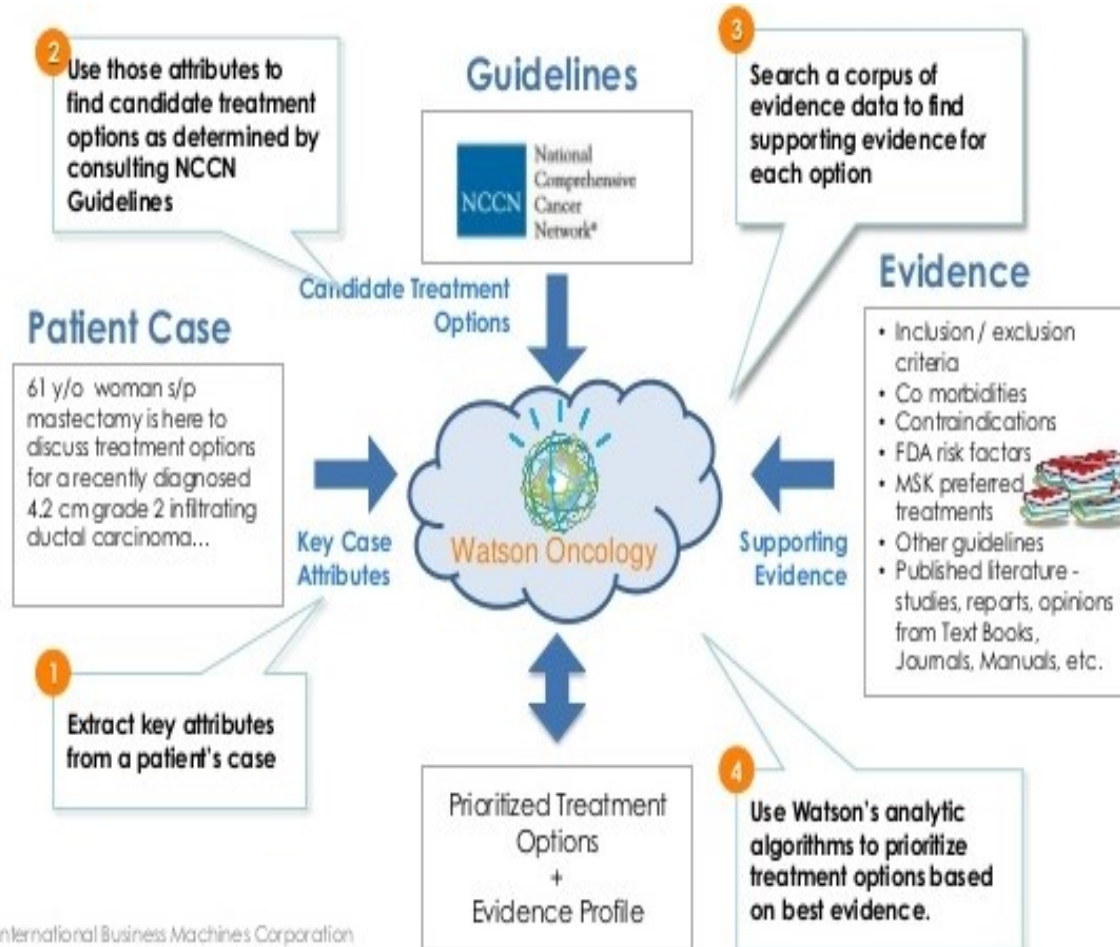 2
Use those attributes to
find candidate treatment
options as determined by
consulting NCCN
Guidelines
Guidelines
NCCN
National
Comprehensive
Cancer
Network®
3
Search a corpus of
evidence data to find
supporting evidence for
each option
Candidate Treatment
Options
Patient Case
61 y/o woman s/p
mastectomy is here to
discuss treatment options
for a recently diagnosed
4.2 cm grade 2 infiltrating
ductal carcinoma...
Key Case
Attributes
Watson Oncology
Evidence
• Inclusion / exclusion
criteria
• Co morbidities
• Contraindications
• FDA risk factors
• MSK preferred
treatments
• Other guidelines
• Published literature -
studies, reports, opinions
from Text Books,
Journals, Manuals, etc.
Supporting
Evidence
1
Extract key attributes
from a patient's case
Prioritized Treatment
Options
+
Evidence Profile
4
Use Watson's analytic
algorithms to prioritize
treatment options based
on best evidence.
nternational Business Machines Corporation